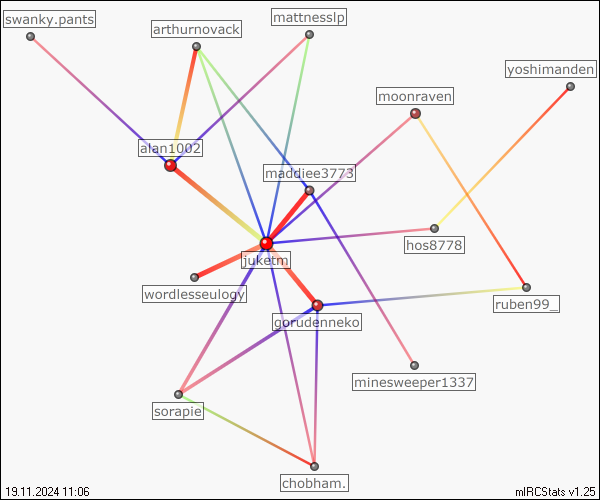 swanky.pants
arthurnovack
mattnesslp
yoshimanden
moonraven
alan1002
maddiee3773
hos8778
juketm
wordlesseulogy
ruben99_
gorudenneko
minesweeper1337
sorapie
chobham.
19.11.2024 11:06
mIRCStats v1.25